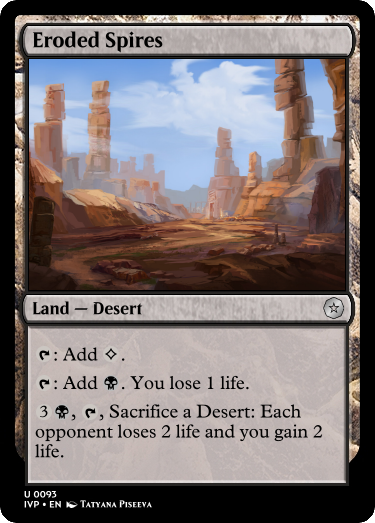 Eroded Spires
Land — Desert
: Add .
: Add . You lose 1 life.
3 , , Sacrifice a Desert: Each
opponent loses 2 life and you gain 2
life.
U 0093
IVP • EN Tatyana Piseeva